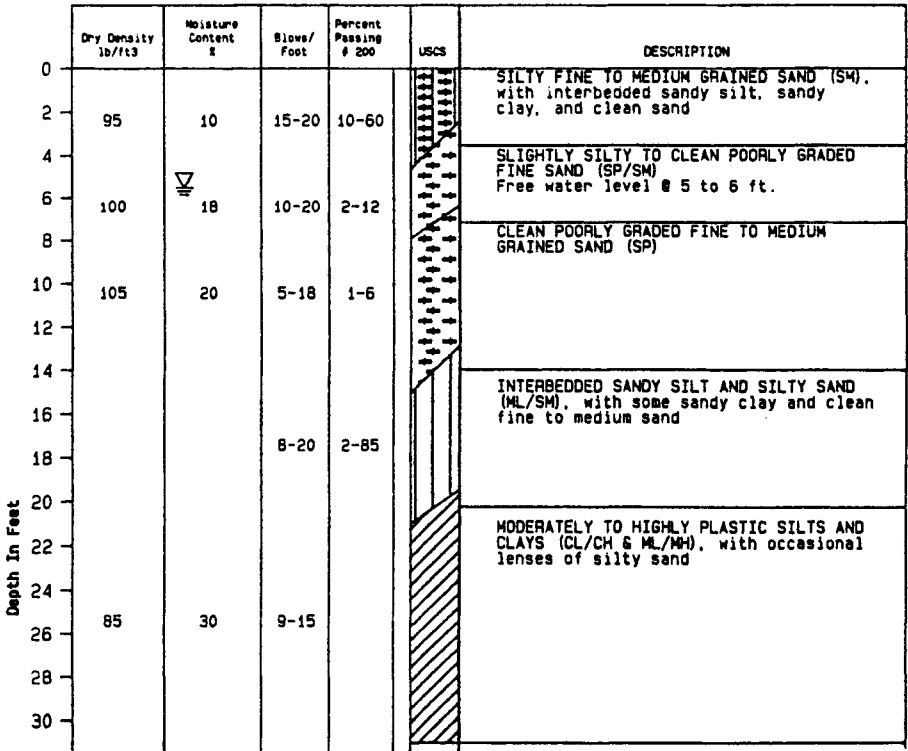 Dry Density
lb/ft3
Moisture
Content
%
Blows/
Foot
Percent
Passing
# 200
USCS
DESCRIPTION
0
2
4
6
8
10
12
14
16
18
20
22
24
26
28
30
Depth In Feet
95 10 15-20 10-60
100 18 10-20 2-12
105 20 5-18 1-6
8-20 2-85
85 30 9-15
SILTY FINE TO MEDIUM GRAINED SAND (SM),
with interbedded sandy silt, sandy
clay, and clean sand
SLIGHTLY SILTY TO CLEAN POORLY GRADED
FINE SAND (SP/SM)
Free water level @ 5 to 6 ft.
CLEAN POORLY GRADED FINE TO MEDIUM
GRAINED SAND (SP)
INTERBEDDED SANDY SILT AND SILTY SAND
(ML/SM), with some sandy clay and clean
fine to medium sand
MODERATELY TO HIGHLY PLASTIC SILTS AND
CLAYS (CL/CH & ML/MH), with occasional
lenses of silty sand